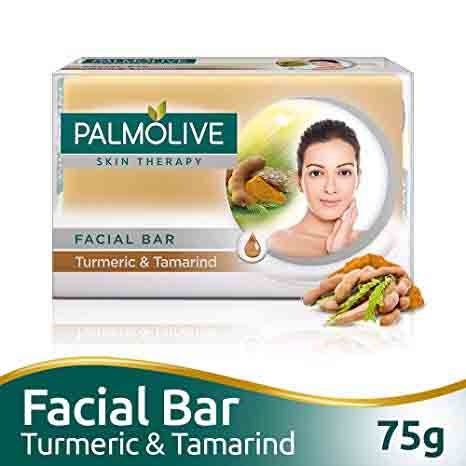 PALMOLIVE
SKIN THERAPY
FACIAL BAR
Turmeric & Tamarind
Facial Bar
Turmeric & Tamarind
75g